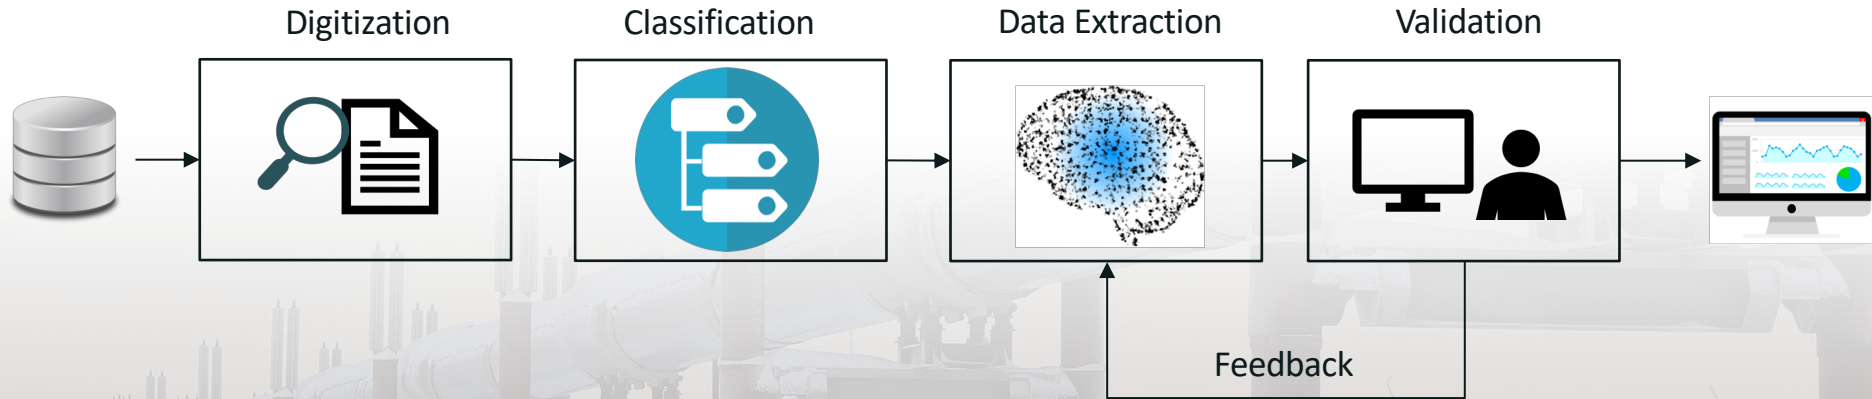 Digitization
Classification
Data Extraction
Validation
Feedback